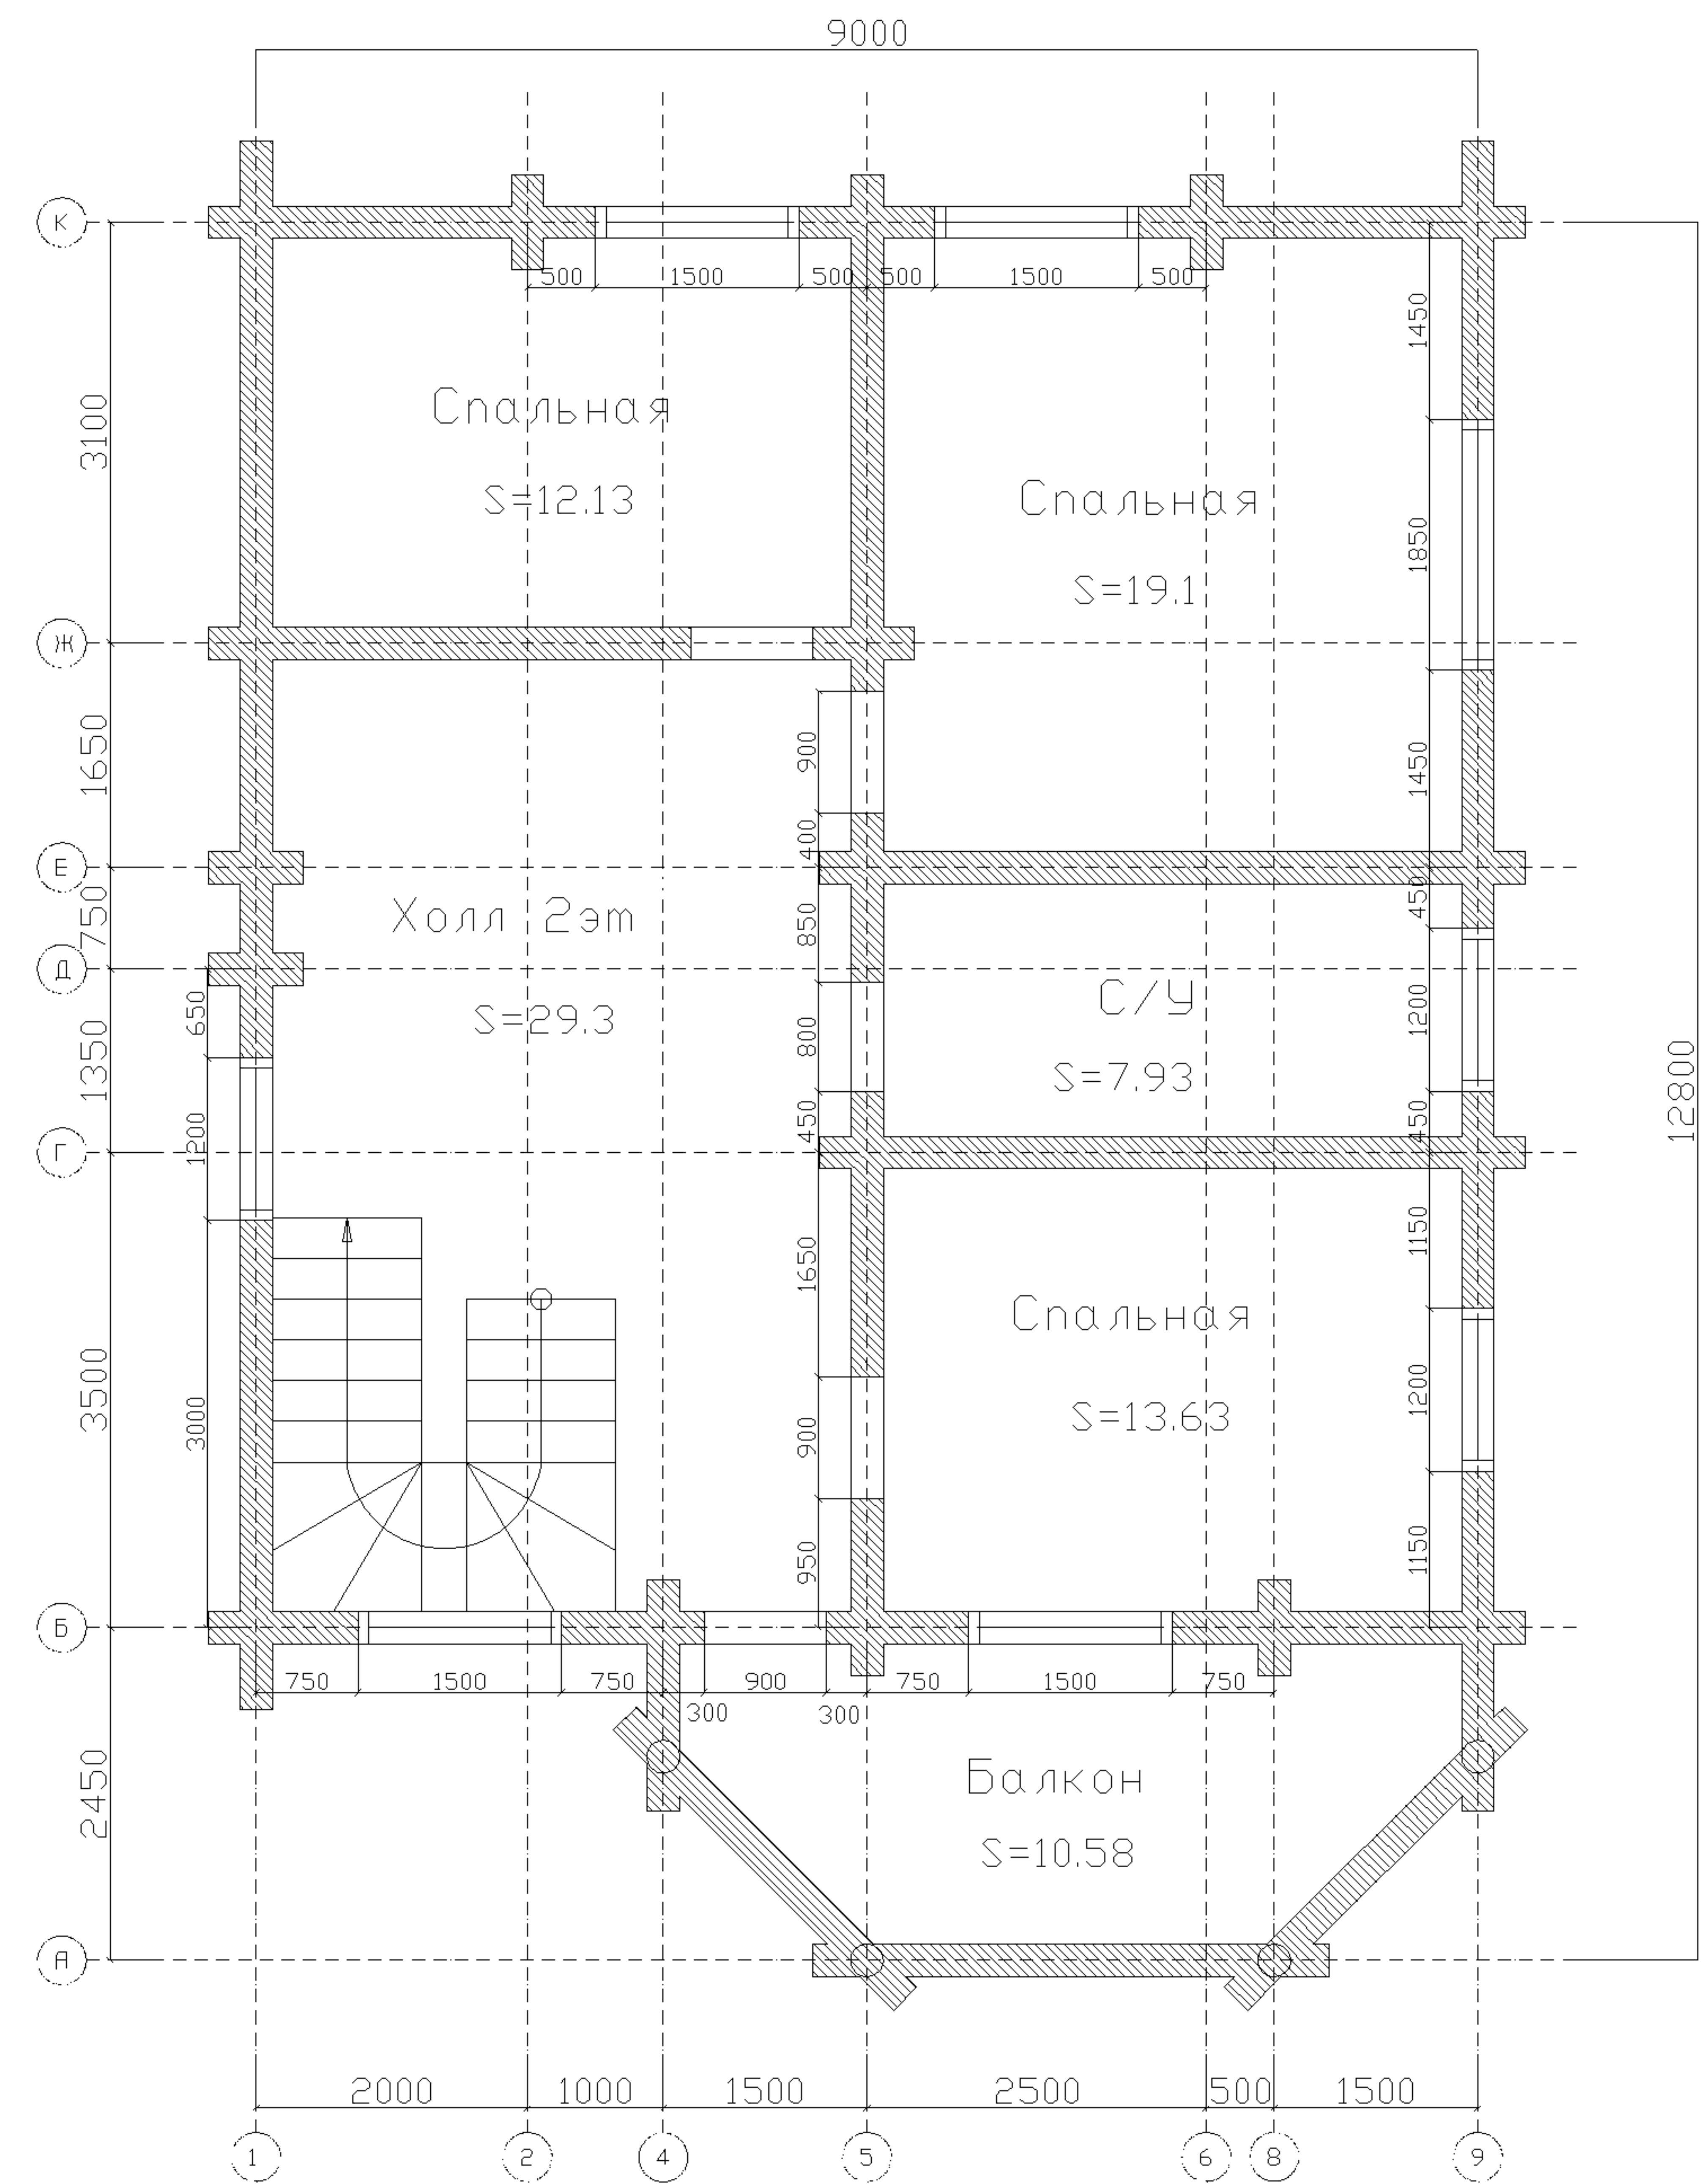 9000
К
500
1500
500
500
1500
500
1450
3100
Спальная
S=12.13
Спальная
1850
S=19.1
Ж
1650
900
1450
400
Е
750
Холл 2эт
850
450
Д
650
С/У
1200
S=29.3
800
1350
S=7.93
12800
1200
450
450
Г
1650
1150
Спальная
3500
3000
S=13.63
1200
900
950
1150
Б
750
1500
750
900
750
1500
750
300
300
2450
Балкон
S=10.58
А
2000
1000
1500
2500
500
1500
1
2
4
5
6
8
9